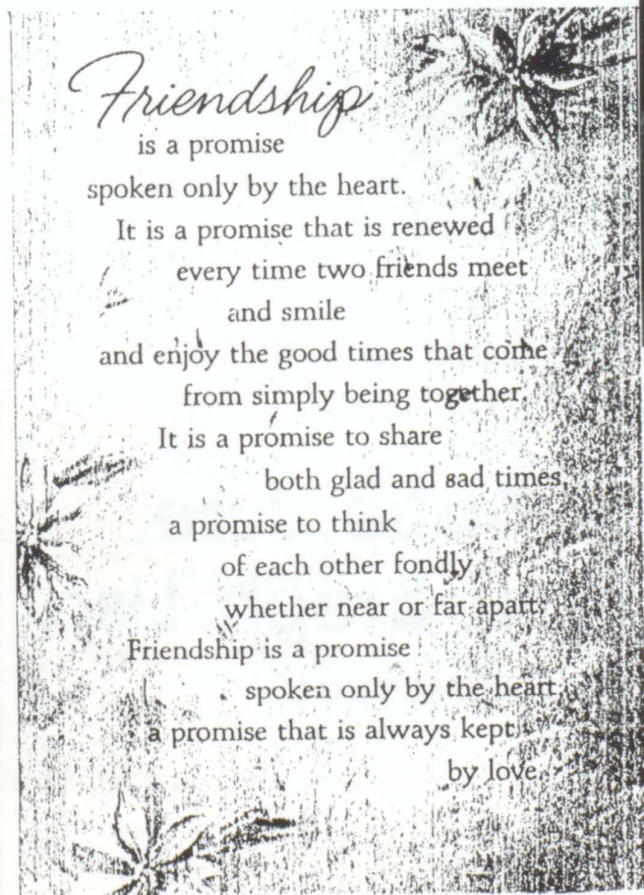 Friendship
is a promise
spoken only by the heart.
It is a promise that is renewed
every time two friends meet
and smile
and enjoy the good times that come
from simply being together.
It is a promise to share
both glad and sad times,
a promise to think
of each other fondly,
whether near or far apart.
Friendship is a promise
spoken only by the heart,
a promise that is always kept
by love.